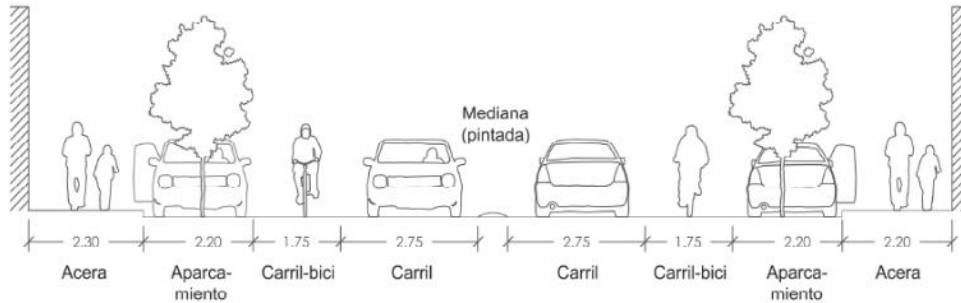 Mediana
(pintada)
2.30 2.20 1.75 2.75 2.75 1.75 2.20 2.20
Acera Aparca- Carril-bici Carril Carril Carril-bici Aparca- Acera
miento miento